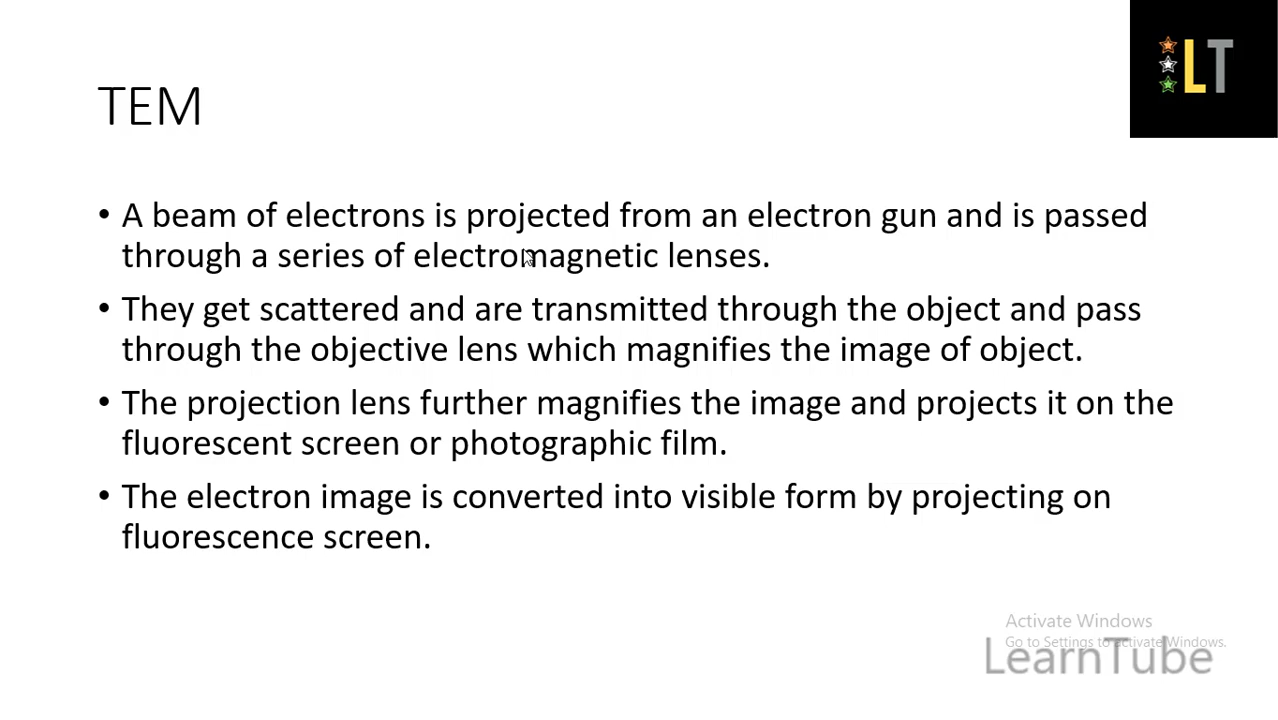 LT
TEM
• A beam of electrons is projected from an electron gun and is passed
through a series of electromagnetic lenses.
• They get scattered and are transmitted through the object and pass
through the objective lens which magnifies the image of object.
• The projection lens further magnifies the image and projects it on the
fluorescent screen or photographic film.
• The electron image is converted into visible form by projecting on
fluorescence screen.
Activate Windows
Go to Settings to activate Windows.
LearnTube